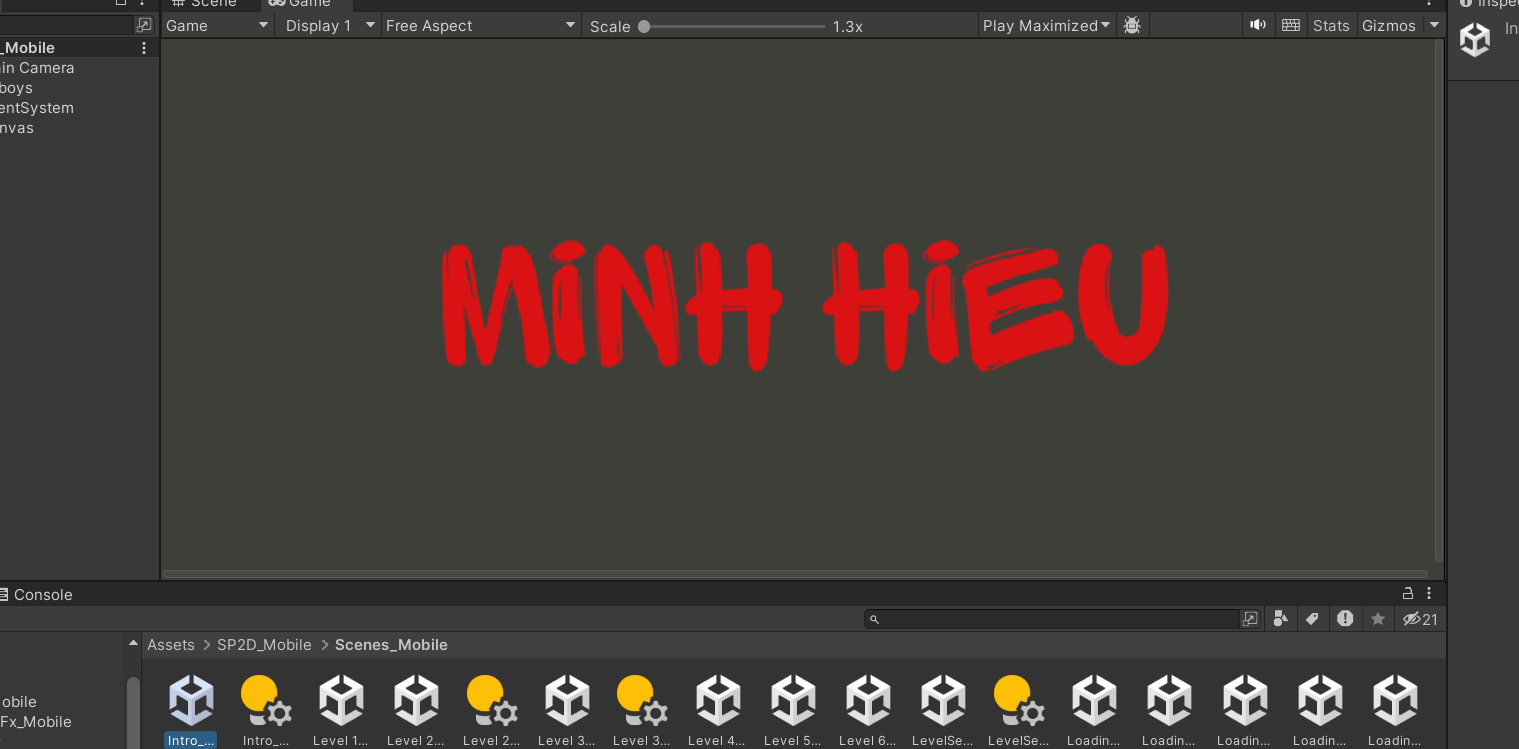 Scene
Game
Game
Display 1
Free Aspect
Scale
1.3x
Play Maximized
Stats
Gizmos
_Mobile
in Camera
boys
entSystem
nvas
MiNH HiEU
Console
21
Assets > SP2D_Mobile > Scenes_Mobile
obile
Fx_Mobile
Intro_...
Intro_...
Level 1...
Level 2...
Level 2...
Level 3...
Level 3...
Level 4...
Level 5...
Level 6...
LevelSe...
LevelSe...
Loadin...
Loadin...
Loadin...
Loadin...
Loadin...